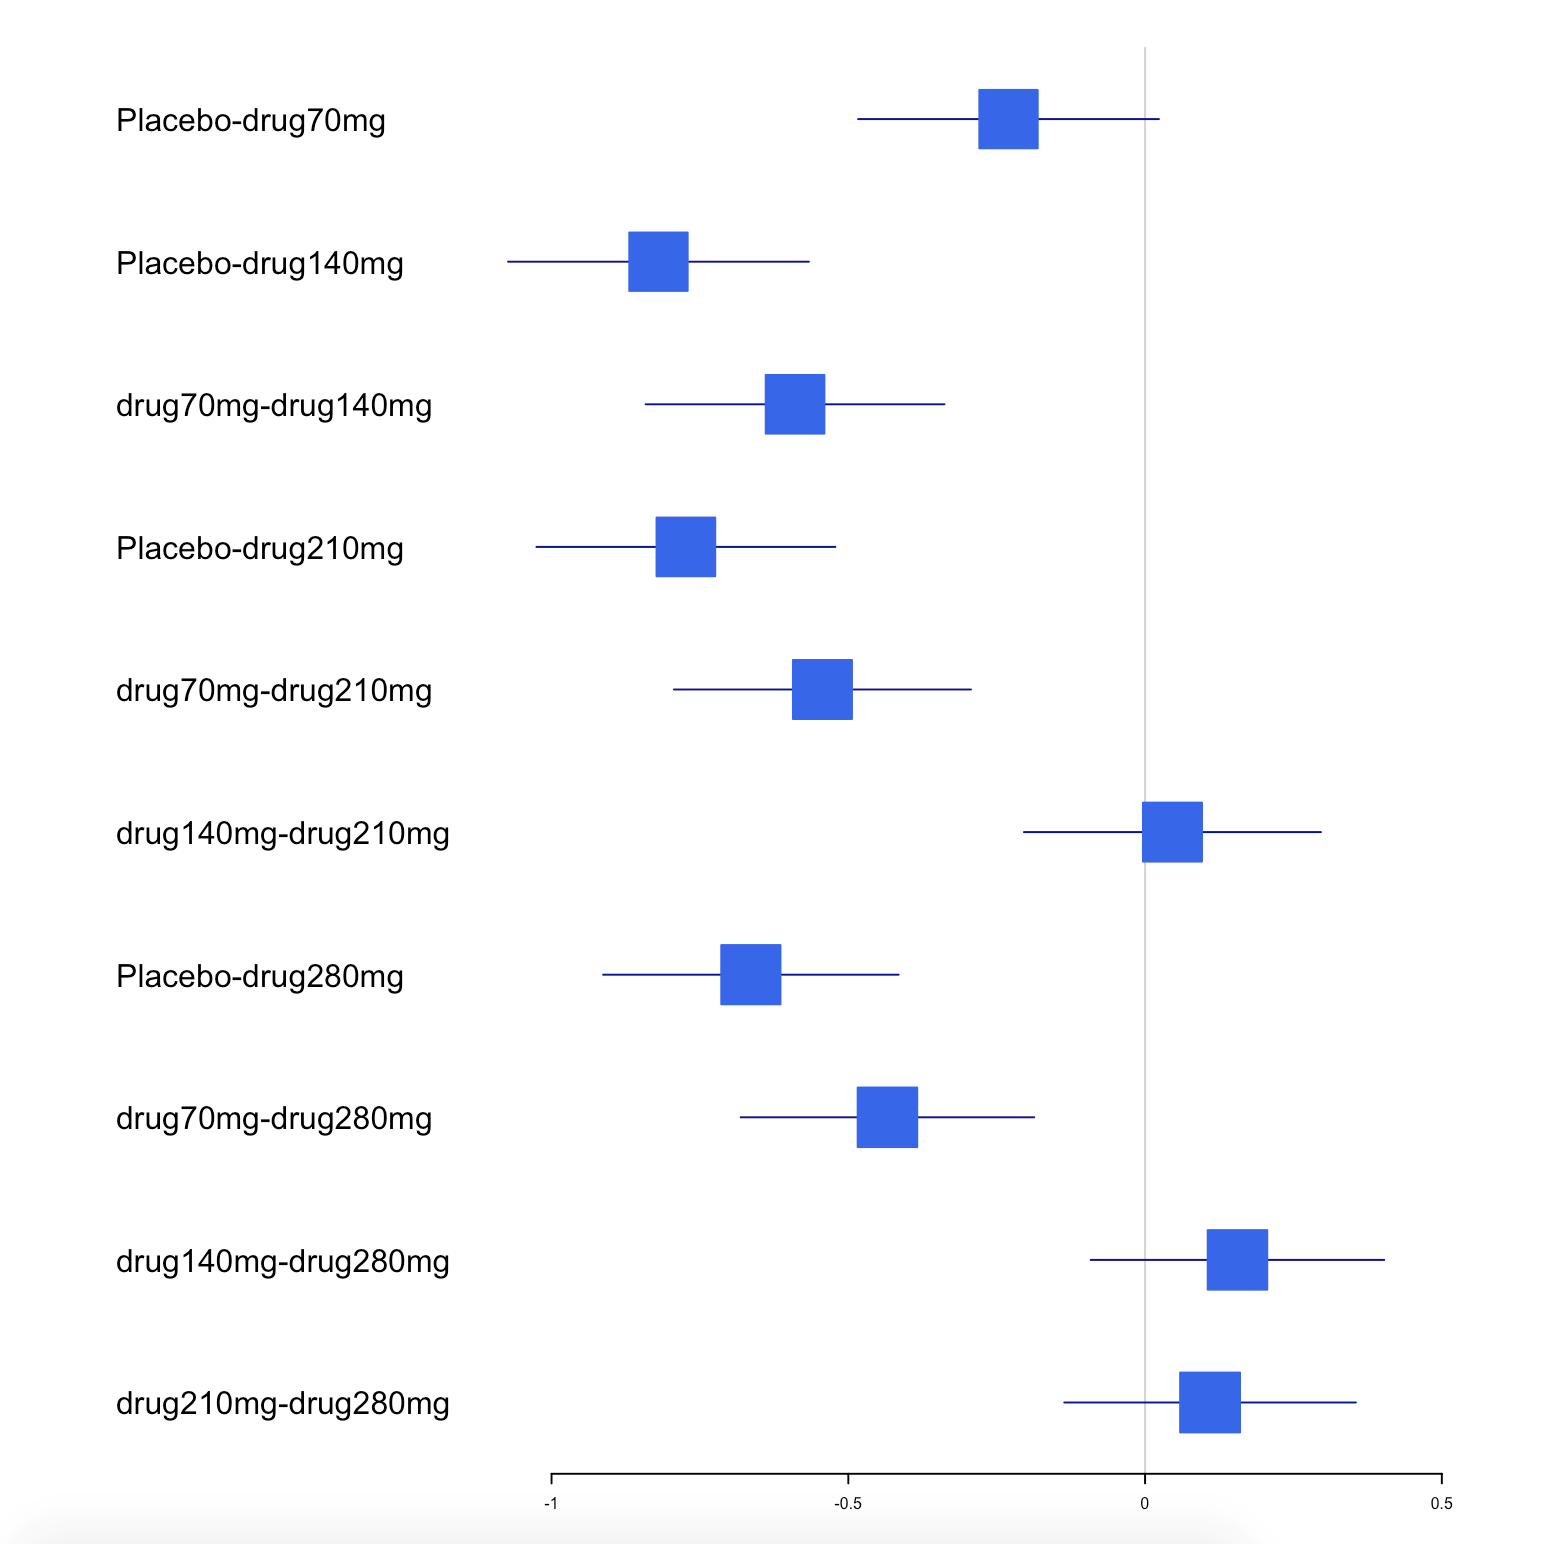 Placebo-drug70mg
Placebo-drug140mg
drug70mg-drug140mg
Placebo-drug210mg
drug70mg-drug210mg
drug140mg-drug210mg
Placebo-drug280mg
drug70mg-drug280mg
drug140mg-drug280mg
drug210mg-drug280mg
-1 -0.5 0 0.5